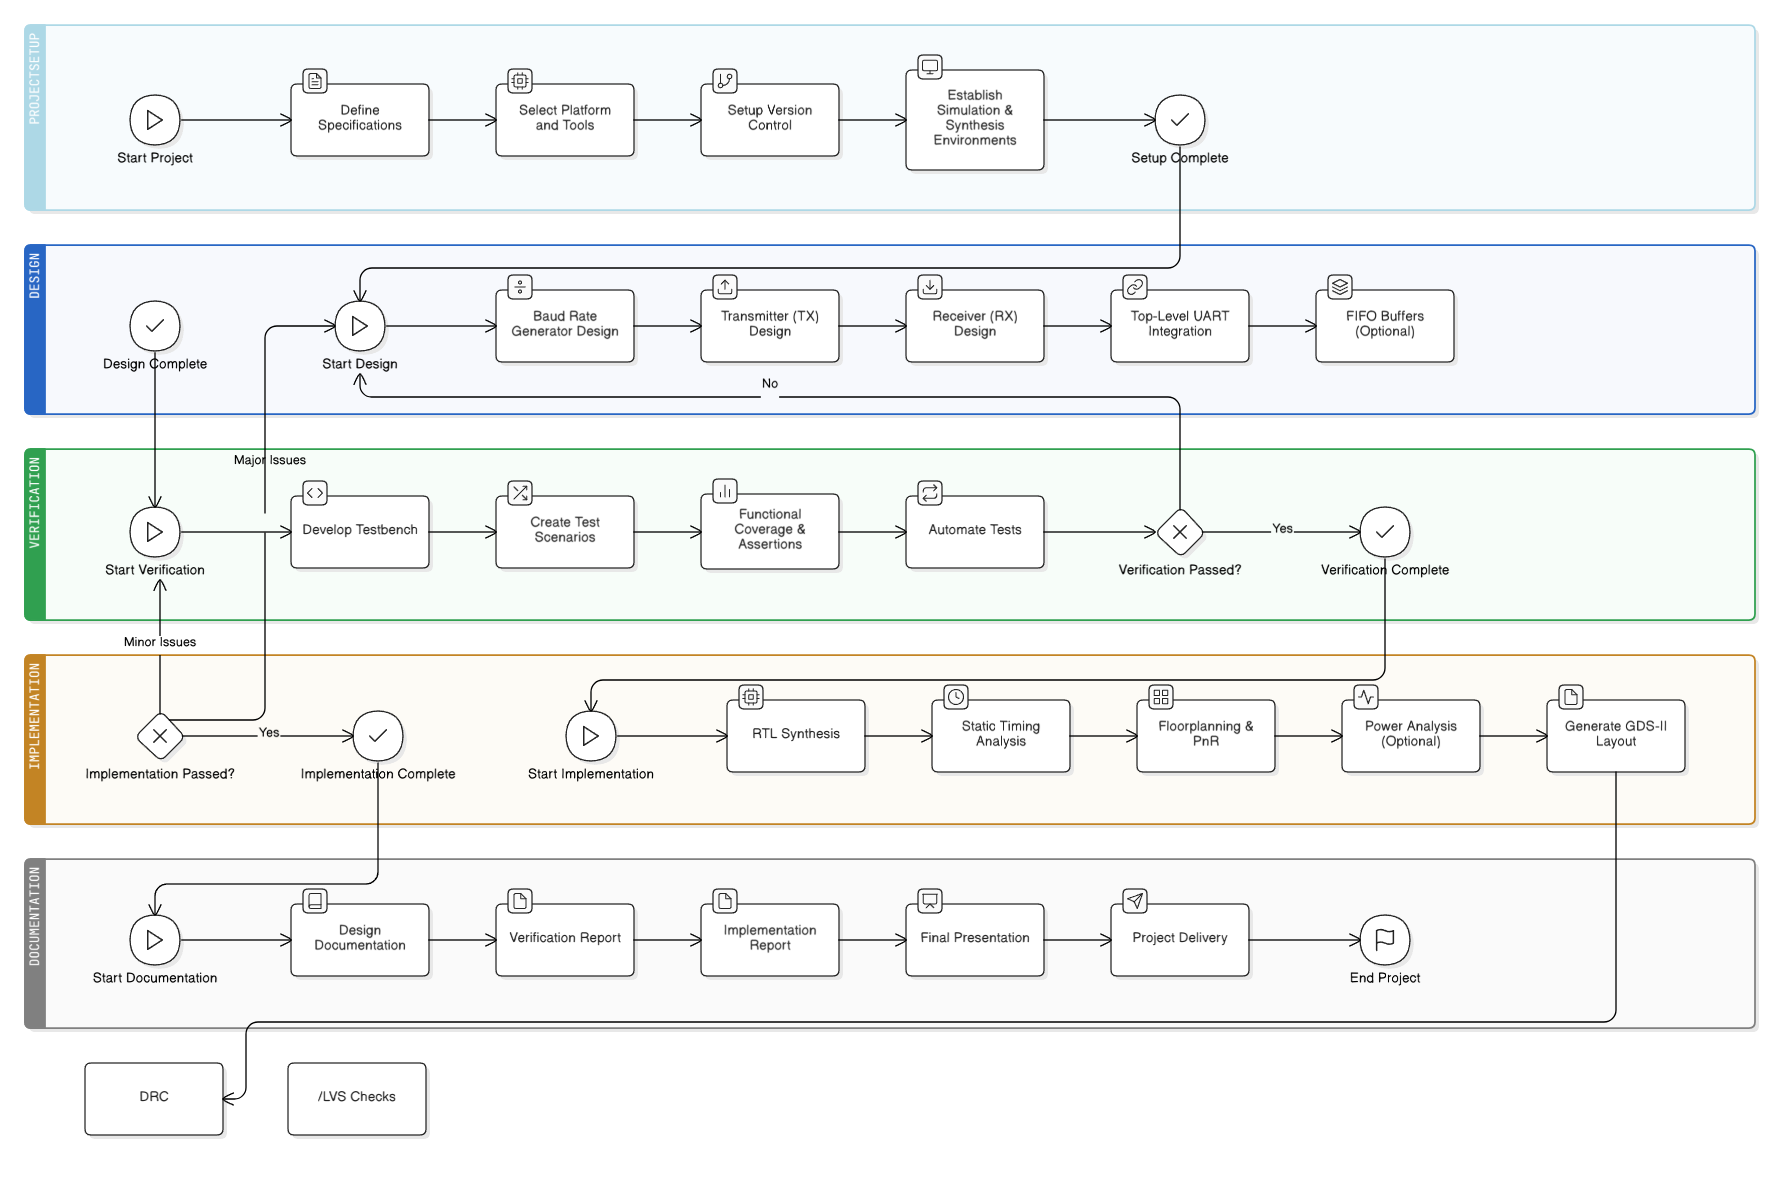 PROJECTSETUP
Start Project
Define
Specifications
Select Platform
and Tools
Setup Version
Control
Establish
Simulation &
Synthesis
Environments
Setup Complete
DESIGN
Design Complete
Start Design
Baud Rate
Generator Design
Transmitter (TX)
Design
Receiver (RX)
Design
Top-Level UART
Integration
FIFO Buffers
(Optional)
No
VERIFICATION
Major Issues
Start Verification
Develop Testbench
Create Test
Scenarios
Functional
Coverage &
Assertions
Automate Tests
Verification Passed?
Yes
Verification Complete
Minor Issues
IMPLEMENTATION
Implementation Passed?
Yes
Implementation Complete
Start Implementation
RTL Synthesis
Static Timing
Analysis
Floorplanning &
PnR
Power Analysis
(Optional)
Generate GDS-II
Layout
DOCUMENTATION
Start Documentation
Design
Documentation
Verification Report
Implementation
Report
Final Presentation
Project Delivery
End Project
DRC
/LVS Checks